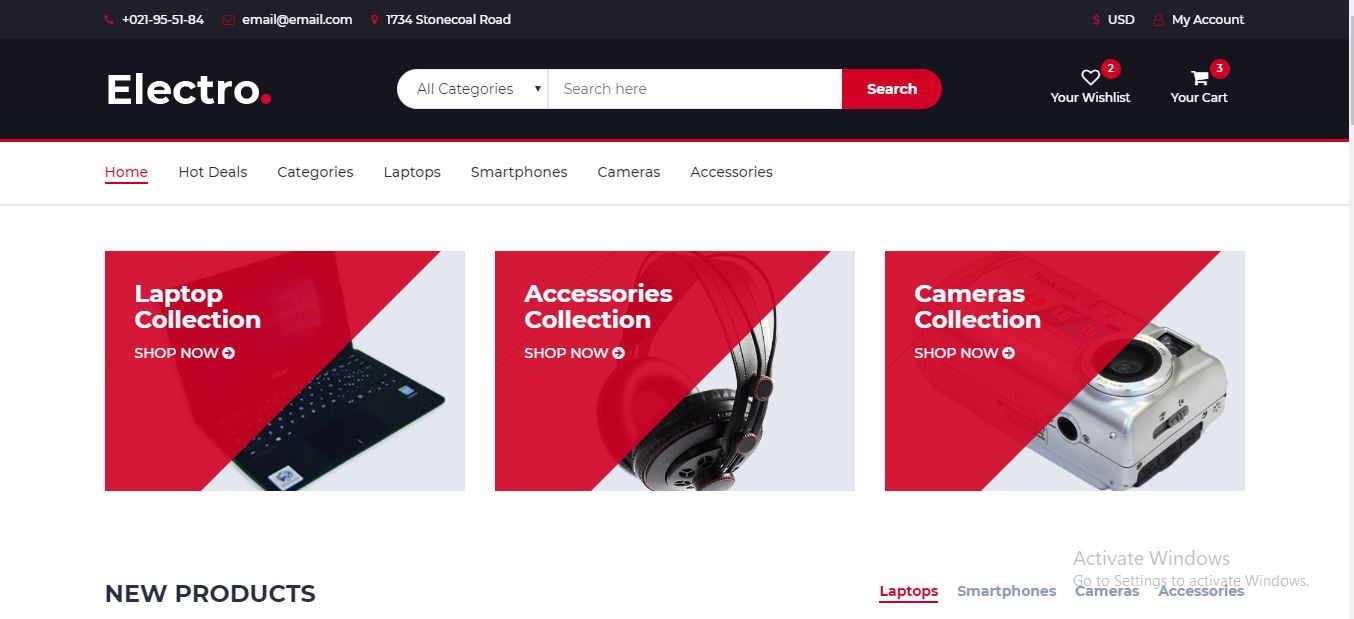 +021-95-51-84 email@email.com 1734 Stonecoal Road $ USD My Account
Electro.
All Categories Search here Search
2
Your Wishlist
3
Your Cart
Home Hot Deals Categories Laptops Smartphones Cameras Accessories
Laptop
Collection
SHOP NOW
Accessories
Collection
SHOP NOW
Cameras
Collection
SHOP NOW
Rekam
Activate Windows
Go to Settings to activate Windows.
NEW PRODUCTS
Laptops Smartphones Cameras Accessories